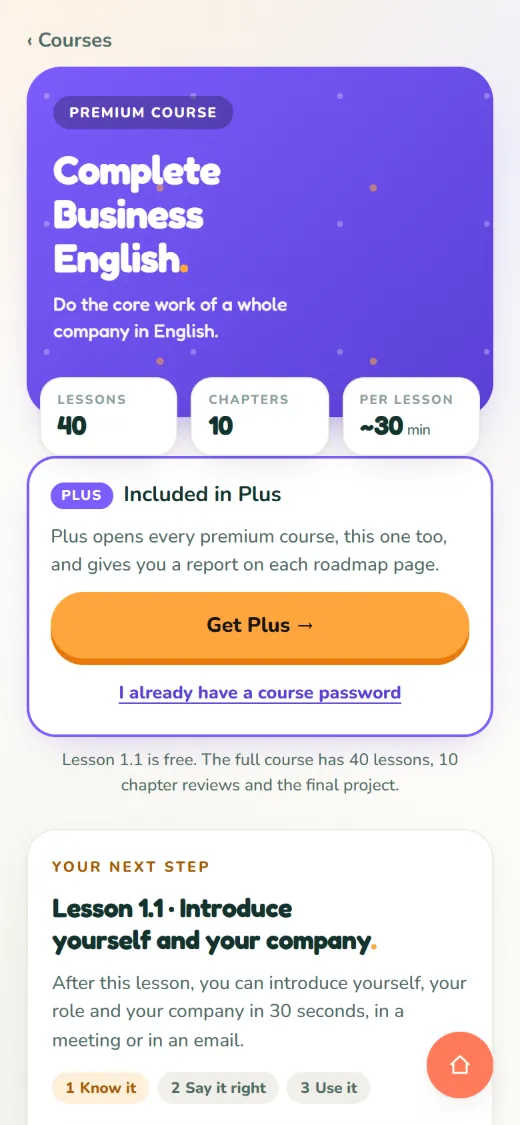 ‹ Courses
PREMIUM COURSE
Complete
Business
English.
Do the core work of a whole
company in English.
LESSONS
40
CHAPTERS
10
PER LESSON
~30 min
PLUS Included in Plus
Plus opens every premium course, this one too,
and gives you a report on each roadmap page.
Get Plus →
I already have a course password
Lesson 1.1 is free. The full course has 40 lessons, 10
chapter reviews and the final project.
YOUR NEXT STEP
Lesson 1.1 · Introduce
yourself and your company.
After this lesson, you can introduce yourself, your
role and your company in 30 seconds, in a
meeting or in an email.
1 Know it
2 Say it right
3 Use it